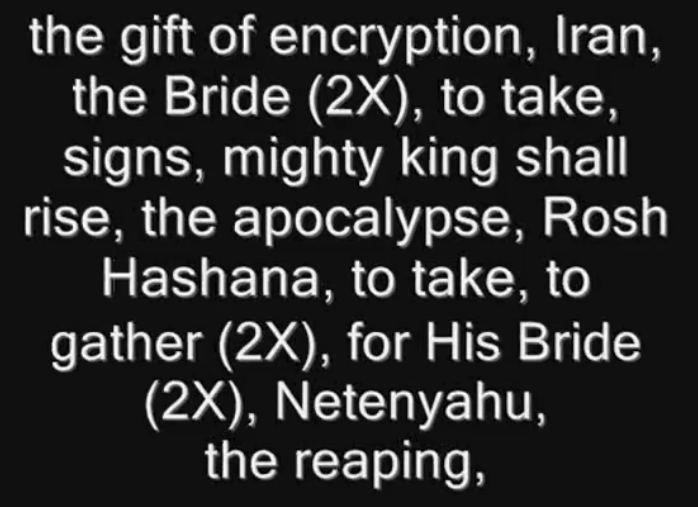 the gift of encryption, Iran,
the Bride (2X), to take,
signs, mighty king shall
rise, the apocalypse, Rosh
Hashana, to take, to
gather (2X), for His Bride
(2X), Netenyahu,
the reaping,